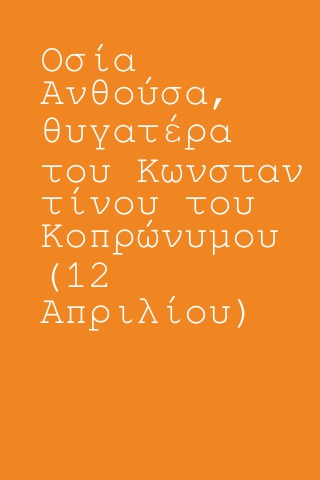 Οσία
Ανθούσα,
θυγατέρα
του Κωνσταν
τίνου του
Κοπρώνυμου
(12
Απριλίου)